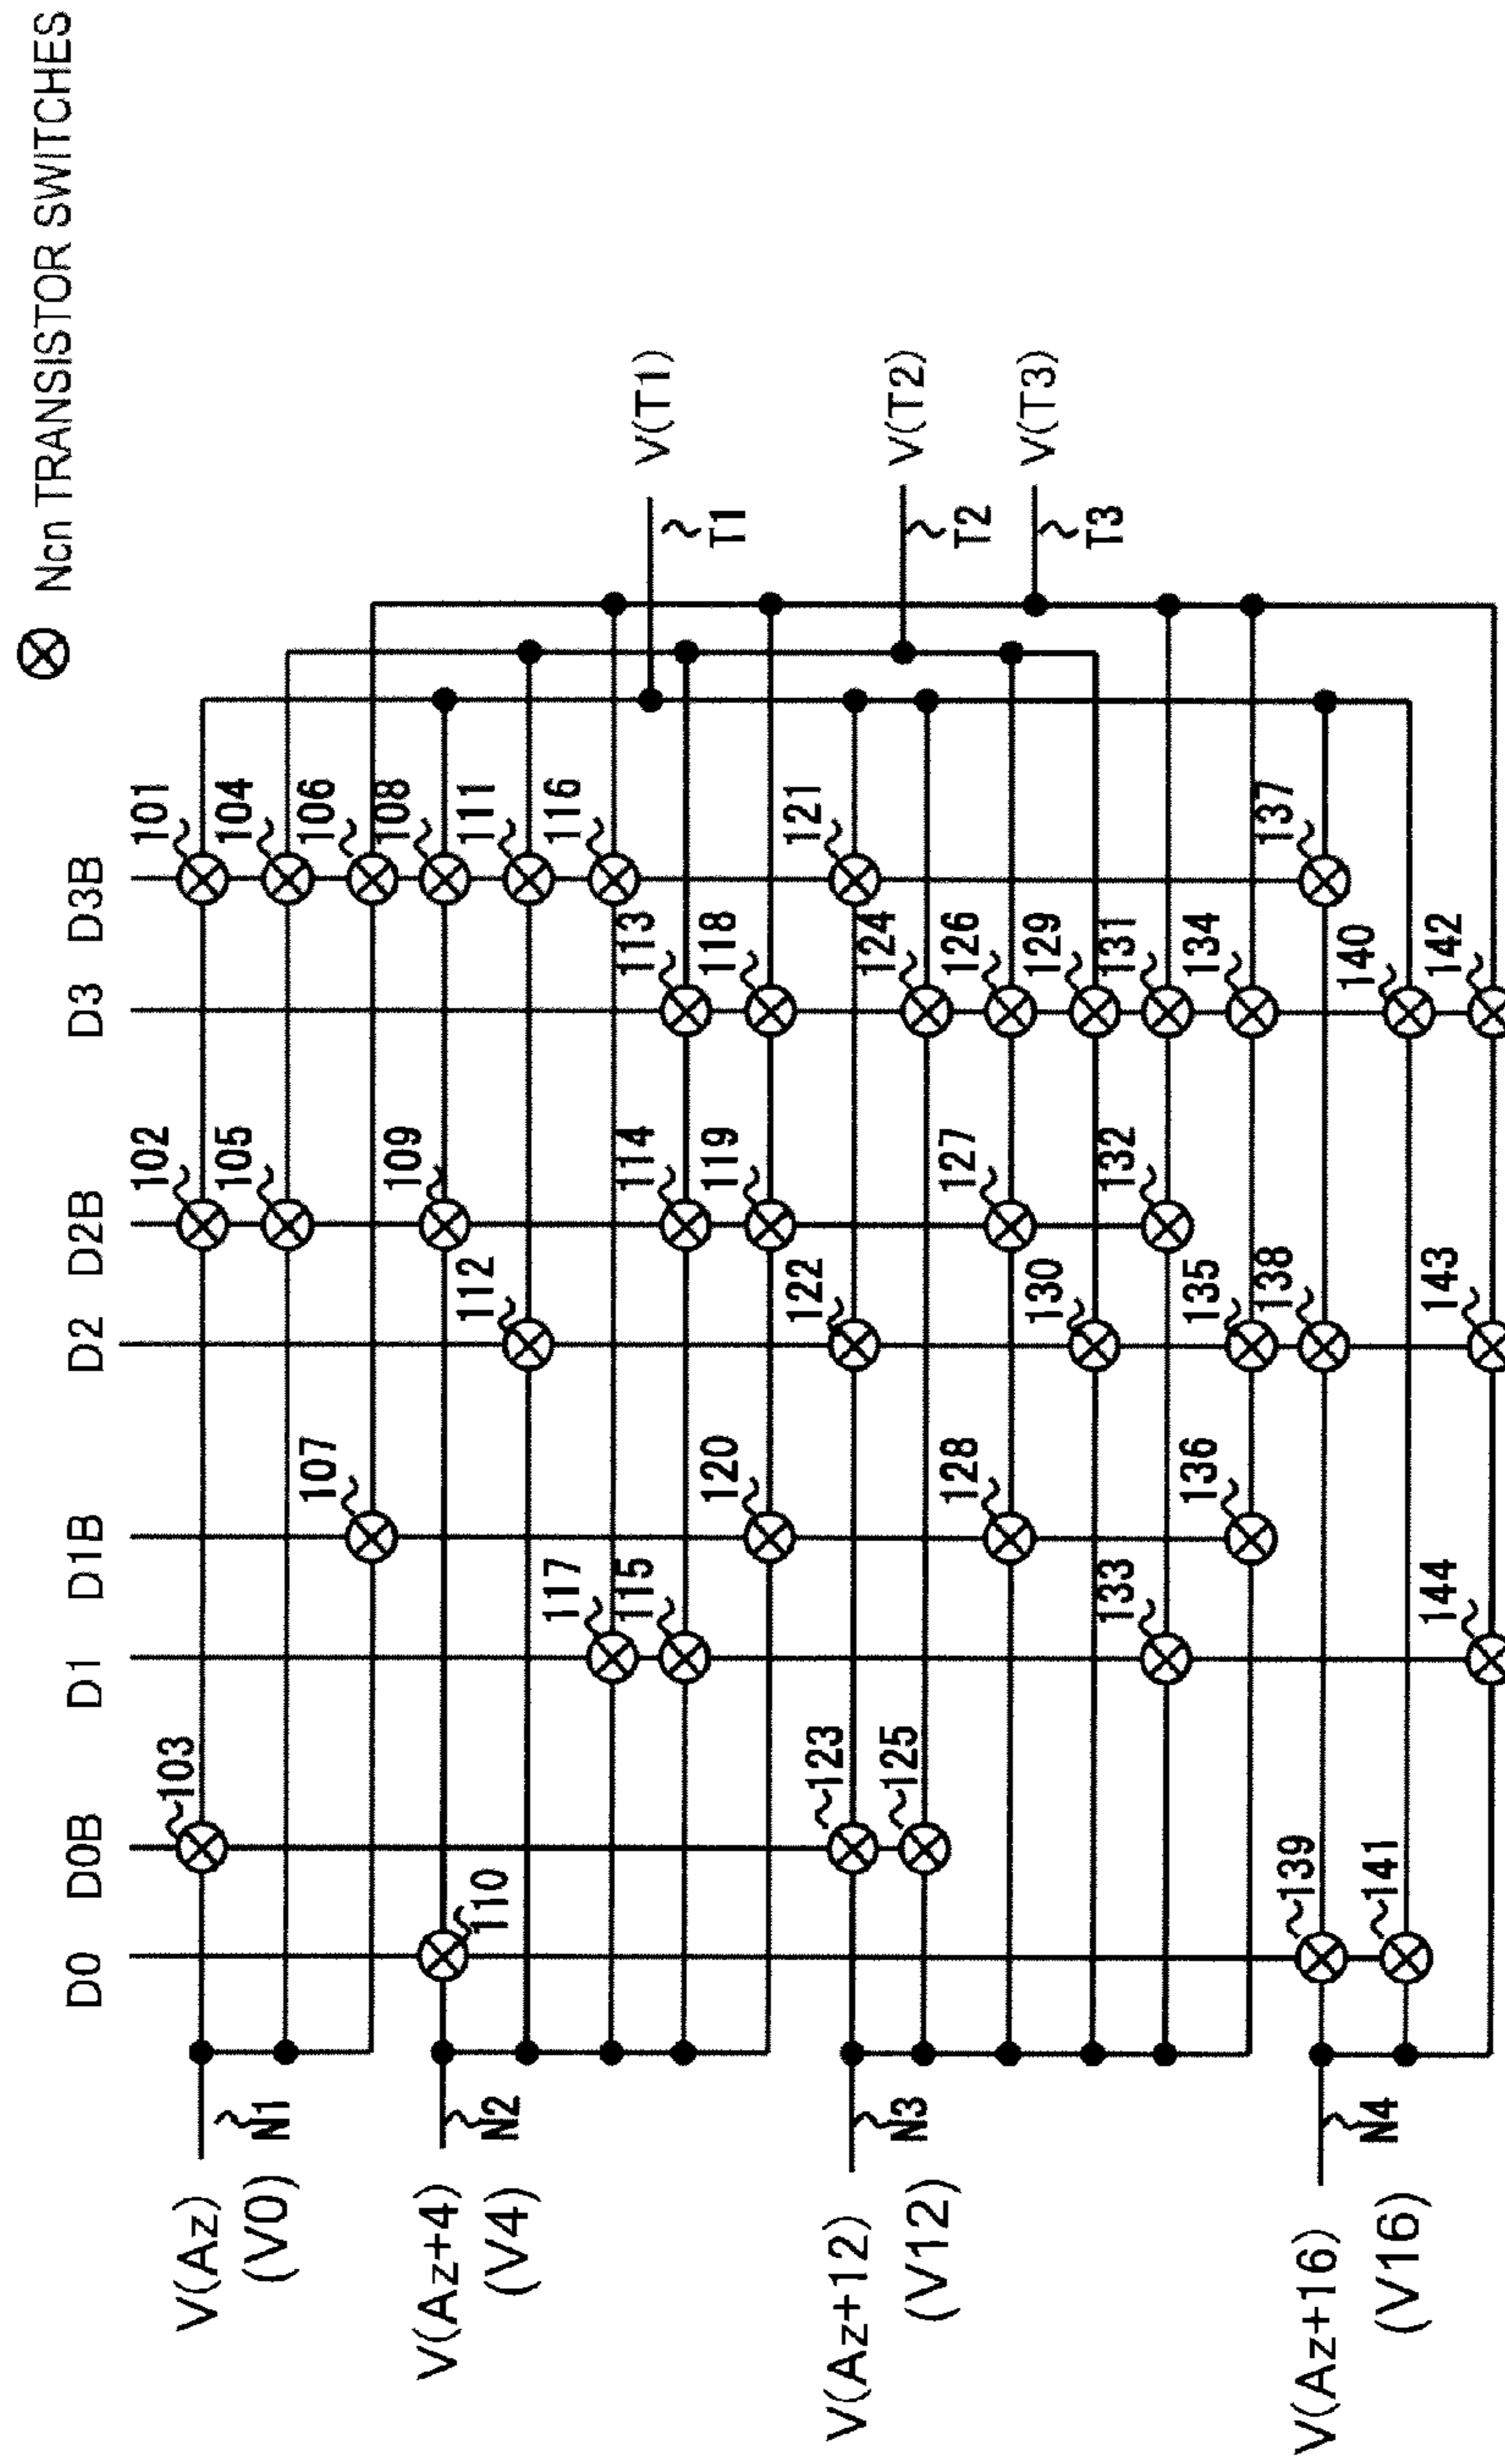 ⊗ Ncn TRANSISTOR SWITCHES
D0 D0B D1 D1B D2 D2B D3 D3B
V(Az)
(V0)
N1
103
102
101
105
104
107
106
V(Az+4)
(V4)
N2
110
109
108
112
111
117
116
115
114
113
120
119
118
V(Az+12)
(V12)
N3
123
122
121
125
124
128
127
126
130
129
133
132
131
136
135
134
V(Az+16)
(V16)
N4
139
138
137
141
140
144
143
142
T1
V(T1)
T2
V(T2)
T3
V(T3)